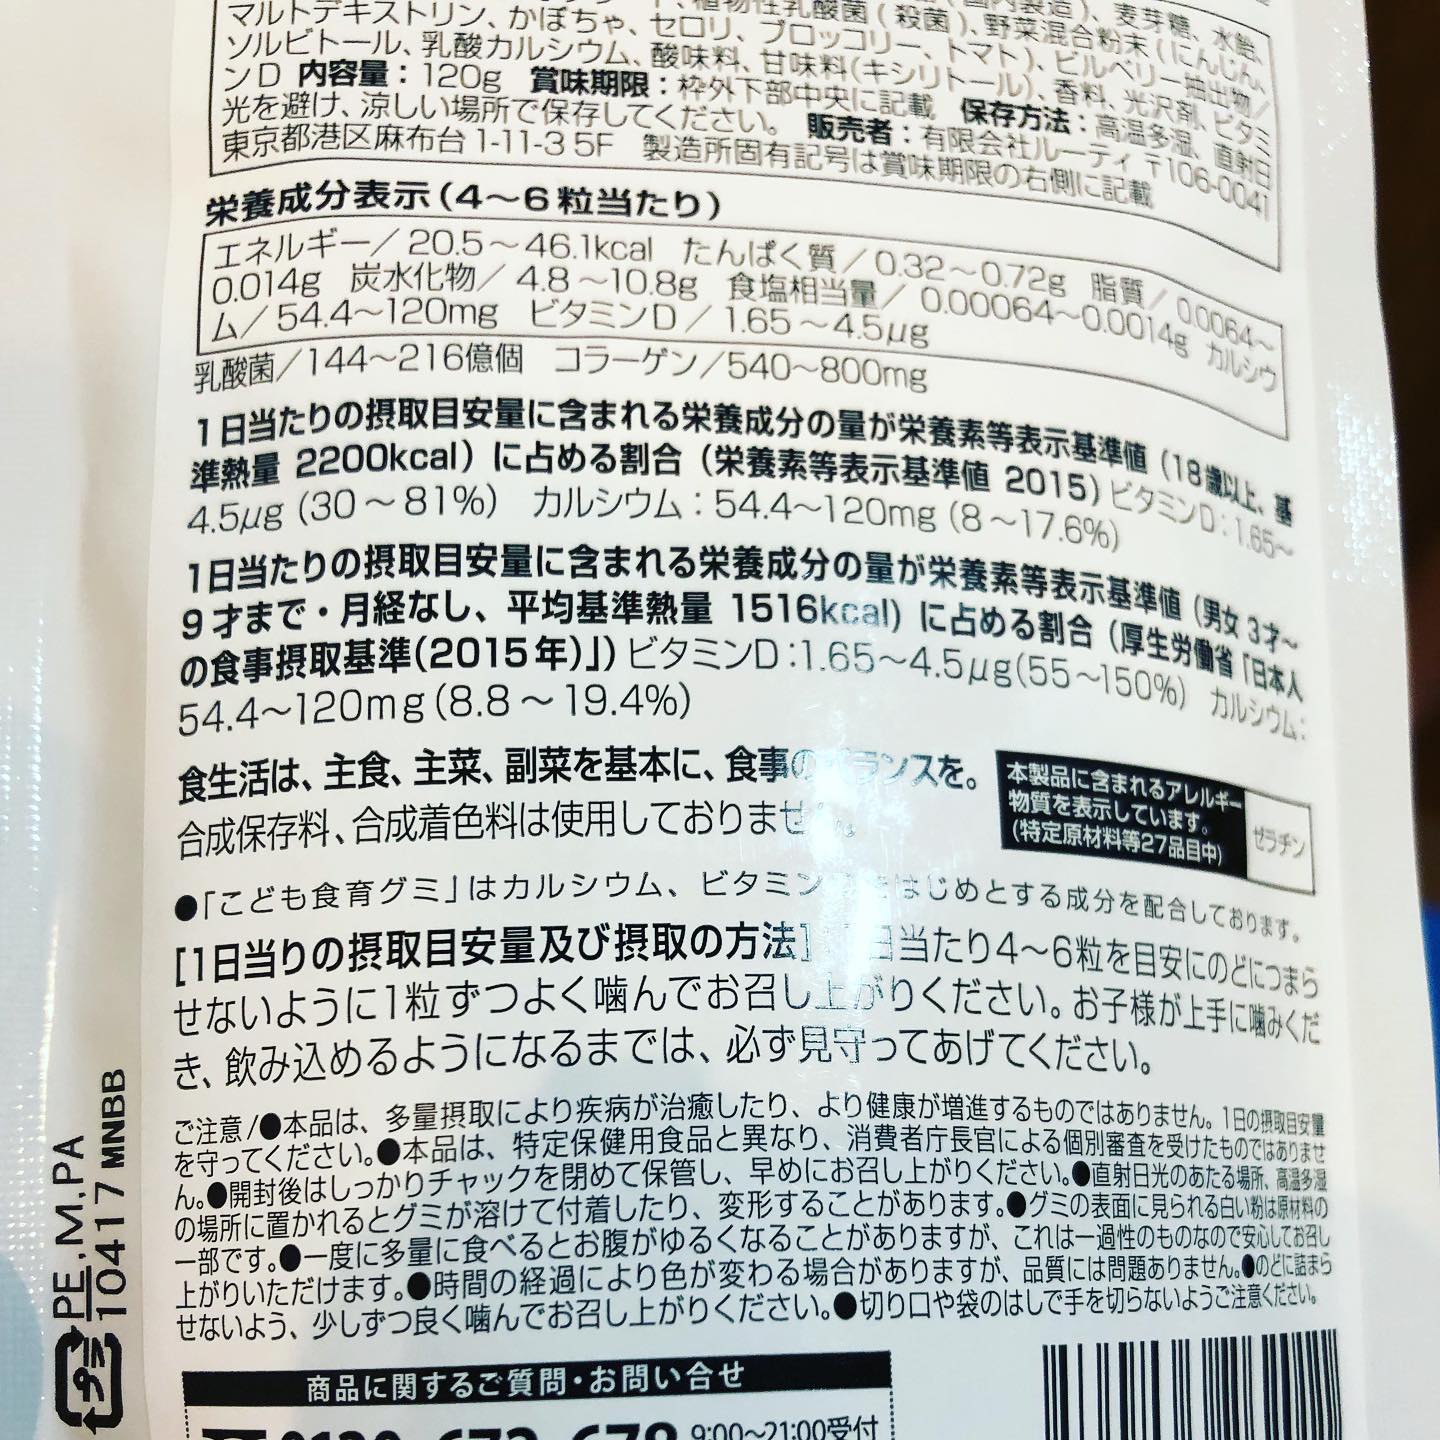 植物性乳酸菌(殺菌)、野菜混合粉末(にんじん、
マルトデキストリン、かぼちゃ、セロリ、ブロッコリー、トマト)、ビルベリー抽出物/
ソルビトール、乳酸カルシウム、酸味料、甘味料(キシリトール)、香料、光沢剤、ビタミ
ンD 内容量:120g 賞味期限:枠外下部中央に記載 保存方法:高温多湿、直射日
光を避け、涼しい場所で保存してください。 販売者:有限会社ルーティ 〒106-0041
東京都港区麻布台1-11-3 5F 製造所固有記号は賞味期限の右側に記載
栄養成分表示(4〜6粒当たり)
エネルギー/20.5〜46.1kcal たんぱく質/0.32〜0.72g 脂質/0.0064〜
0.014g 炭水化物/4.8〜10.8g 食塩相当量/0.00064〜0.0014g カルシウ
ム/54.4〜120mg ビタミンD/1.65〜4.5μg
乳酸菌/144〜216億個 コラーゲン/540〜800mg
1日当たりの摂取目安量に含まれる栄養成分の量が栄養素等表示基準値(18歳以上、基
準熱量 2200kcal)に占める割合(栄養素等表示基準値 2015)ビタミンD:1.65〜
4.5μg(30〜81%) カルシウム:54.4〜120mg(8〜17.6%)
1日当たりの摂取目安量に含まれる栄養成分の量が栄養素等表示基準値(男女3才〜
9才まで・月経なし、平均基準熱量 1516kcal)に占める割合(厚生労働省「日本人
の食事摂取基準(2015年)」)ビタミンD:1.65〜4.5μg(55〜150%) カルシウム:
54.4〜120mg(8.8〜19.4%)
食生活は、主食、主菜、副菜を基本に、食事のバランスを。
合成保存料、合成着色料は使用しておりません。
本製品に含まれるアレルギー
物質を表示しています。
(特定原材料等27品目中)
ゼラチン
●「こども食育グミ」はカルシウム、ビタミンDをはじめとする成分を配合しております。
[1日当りの摂取目安量及び摂取の方法]1日当たり4〜6粒を目安にのどにつまら
せないように1粒ずつよく噛んでお召し上がりください。お子様が上手に噛みくだ
き、飲み込めるようになるまでは、必ず見守ってあげてください。
ご注意/●本品は、多量摂取により疾病が治癒したり、より健康が増進するものではありません。1日の摂取目安量
を守ってください。●本品は、特定保健用食品と異なり、消費者庁長官による個別審査を受けたものではありませ
ん。●開封後はしっかりチャックを閉めて保管し、早めにお召し上がりください。●直射日光のあたる場所、高温多湿
の場所に置かれるとグミが溶けて付着したり、変形することがあります。●グミの表面に見られる白い粉は原材料の
一部です。●一度に多量に食べるとお腹がゆるくなることがありますが、これは一過性のものなので安心してお召し
上がりいただけます。●時間の経過により色が変わる場合がありますが、品質には問題ありません。●のどに詰まら
せないよう、少しずつ良く噛んでお召し上がりください。●切り口や袋のはしで手を切らないようご注意ください。
商品に関するご質問・お問い合せ
0120-672-678 9:00〜21:00受付
プラ PE.M.PA
10417 MNBB